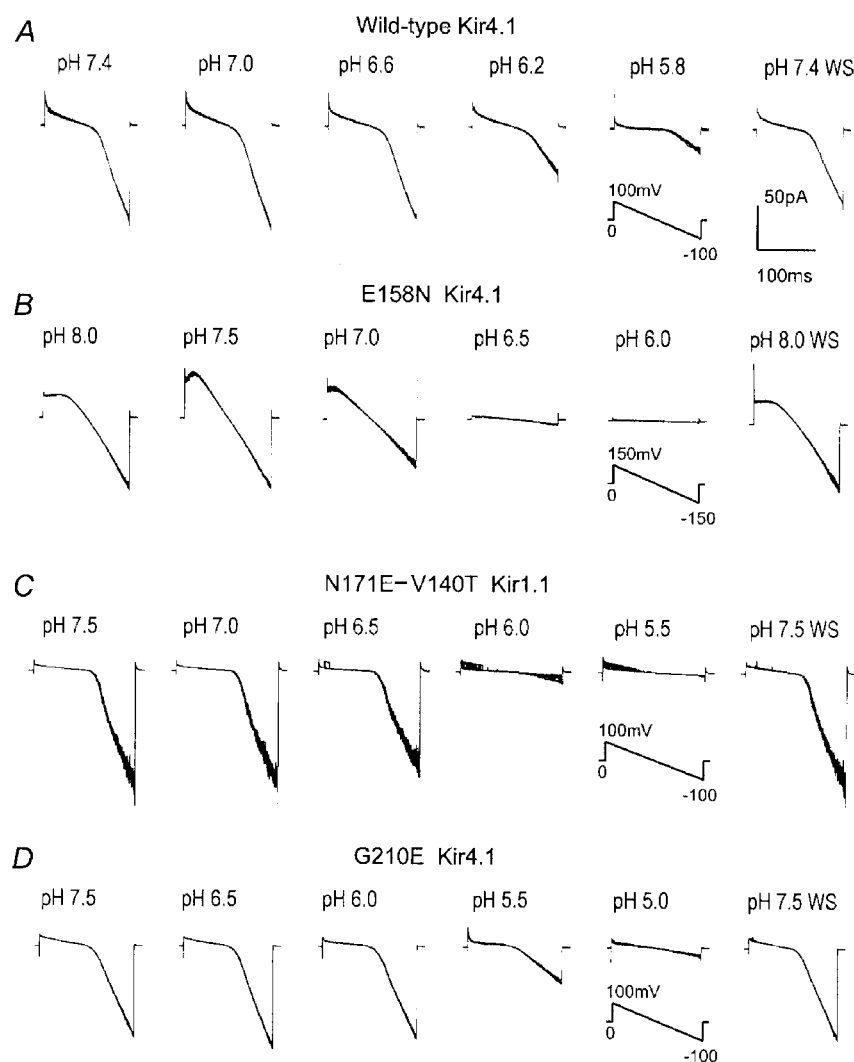 A
Wild-type Kir4.1
pH 7.4 pH 7.0 pH 6.6 pH 6.2 pH 5.8 pH 7.4 WS
100mV
0
-100
50pA
100ms
B
E158N Kir4.1
pH 8.0 pH 7.5 pH 7.0 pH 6.5 pH 6.0 pH 8.0 WS
150mV
0
-150
C
N171E-V140T Kir1.1
pH 7.5 pH 7.0 pH 6.5 pH 6.0 pH 5.5 pH 7.5 WS
100mV
0
-100
D
G210E Kir4.1
pH 7.5 pH 6.5 pH 6.0 pH 5.5 pH 5.0 pH 7.5 WS
100mV
0
-100